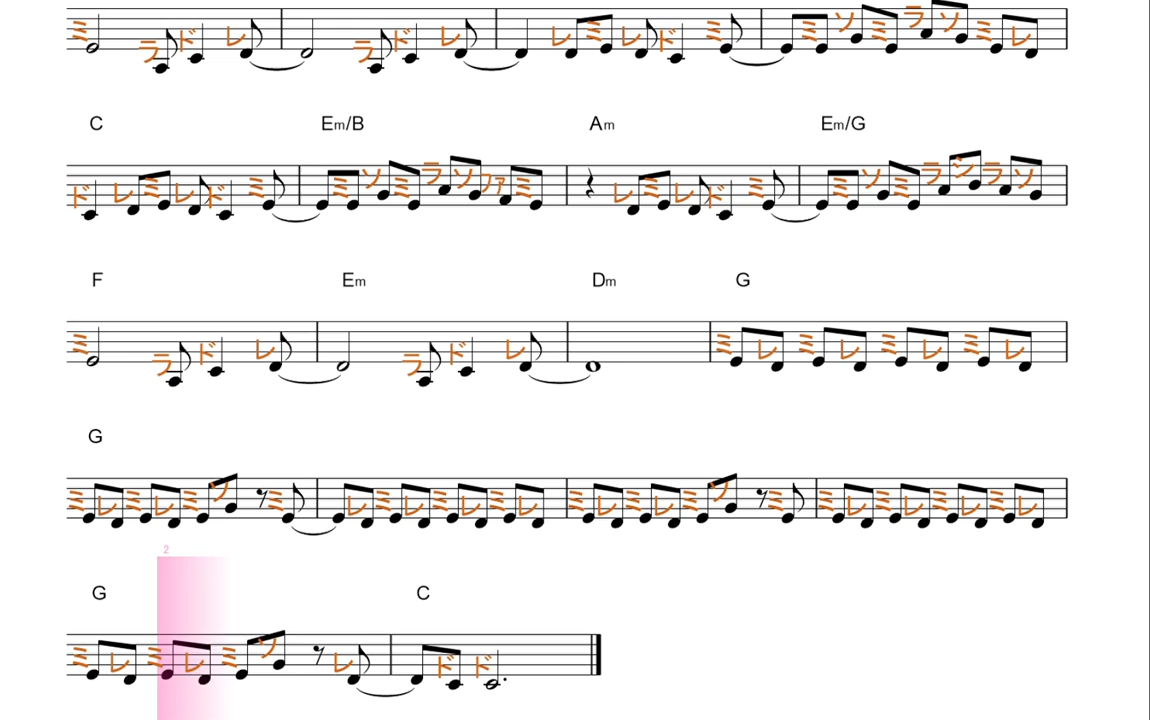 ミ ラ ド レ ラ ド レ レ ミ レ ド ミ ミ ソ ミ ラ ソ ミ レ
C Em/B Am Em/G
ド レ ミ レ ド ミ ミ ソ ミ ラ ソ ファ ミ レ ミ レ ド ミ ミ ソ ミ ラ シ ラ ソ
F Em Dm G
ミ ラ ド レ ラ ド レ ミ レ ミ レ ミ レ ミ レ
G
ミ レ ミ レ ミ ソ ミ レ ミ レ ミ レ ミ レ ミ レ ミ レ ミ ソ ミ ミ レ ミ レ ミ レ ミ レ
2
G C
ミ レ ミ レ ミ ソ レ ド ド